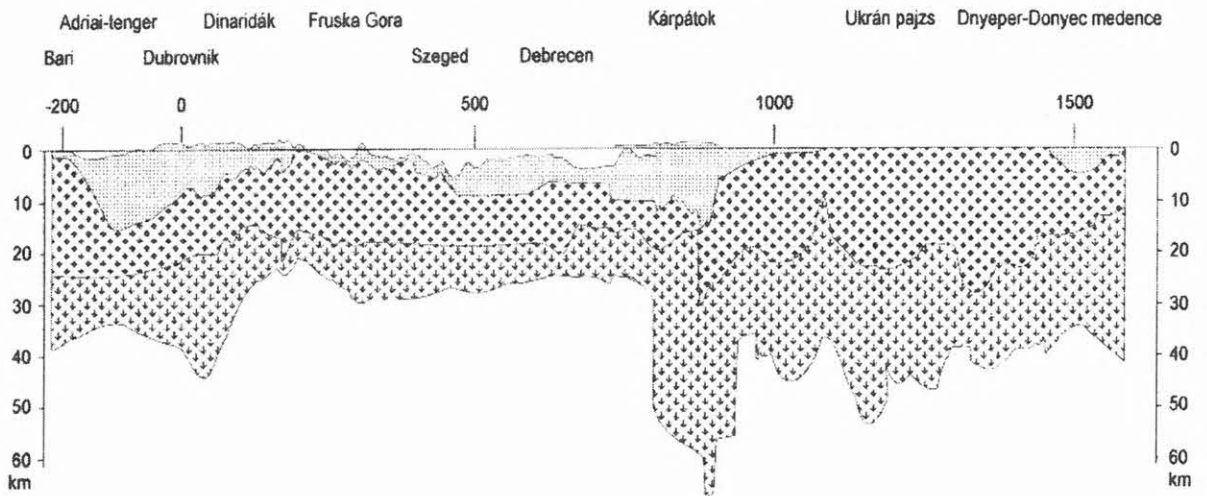 Adriai-tenger Dinaridák Fruska Gora Kárpátok Ukrán pajzs Dnyeper-Donyec medence
Bari Dubrovnik Szeged Debrecen
-200 0 500 1000 1500
0 0
10 10
20 20
30 30
40 40
50 50
60 60
km km